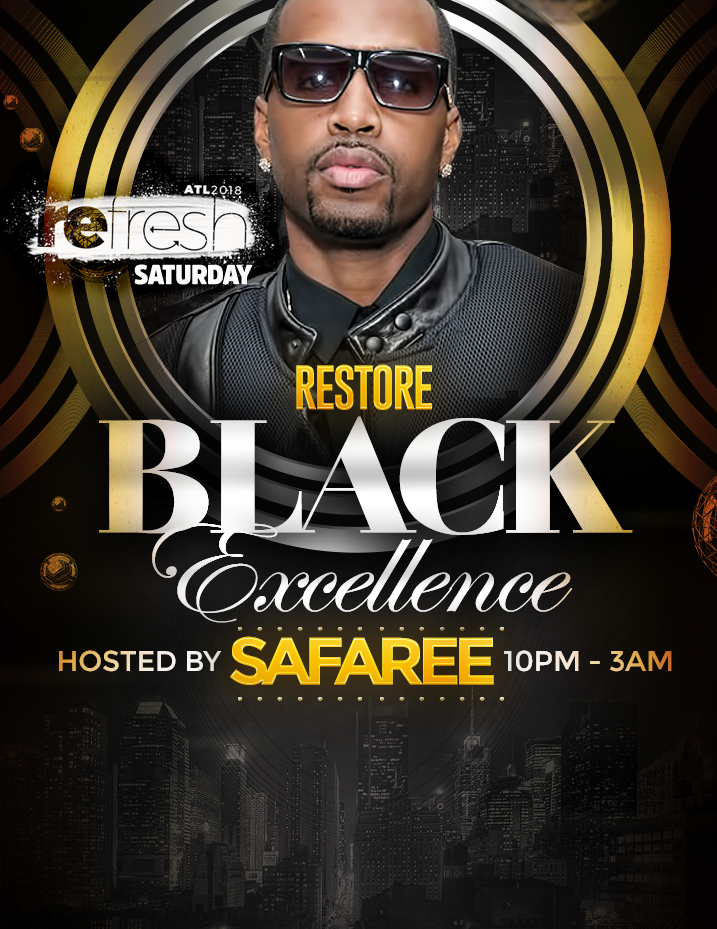 ATL2018
refresh
SATURDAY
RESTORE
BLACK
Excellence
HOSTED BY SAFAREE 10PM - 3AM